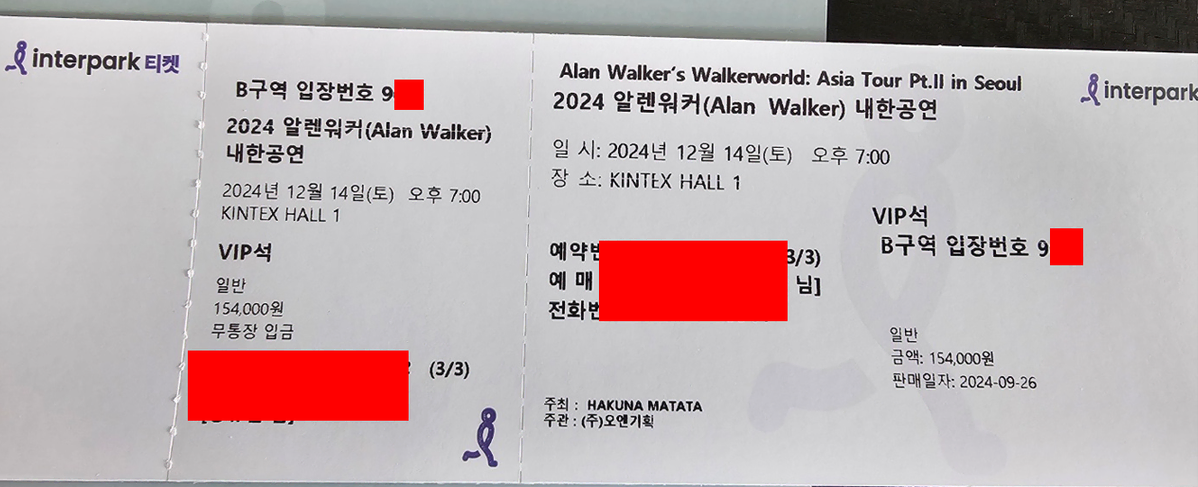 interpark 티켓
B구역 입장번호 9
2024 알렌워커(Alan Walker)
내한공연
2024년 12월 14일(토) 오후 7:00
KINTEX HALL 1
VIP석
일반
154,000원
무통장 입금
(3/3)
Alan Walker's Walkerworld: Asia Tour Pt.II in Seoul
2024 알렌워커(Alan Walker) 내한공연
일 시: 2024년 12월 14일(토) 오후 7:00
장 소: KINTEX HALL 1
3/3)
예 매 님]
주최 : HAKUNA MATATA
주관 : (주)오엔기획
interpark
VIP석
B구역 입장번호 9
일반
금액: 154,000원
판매일자: 2024-09-26